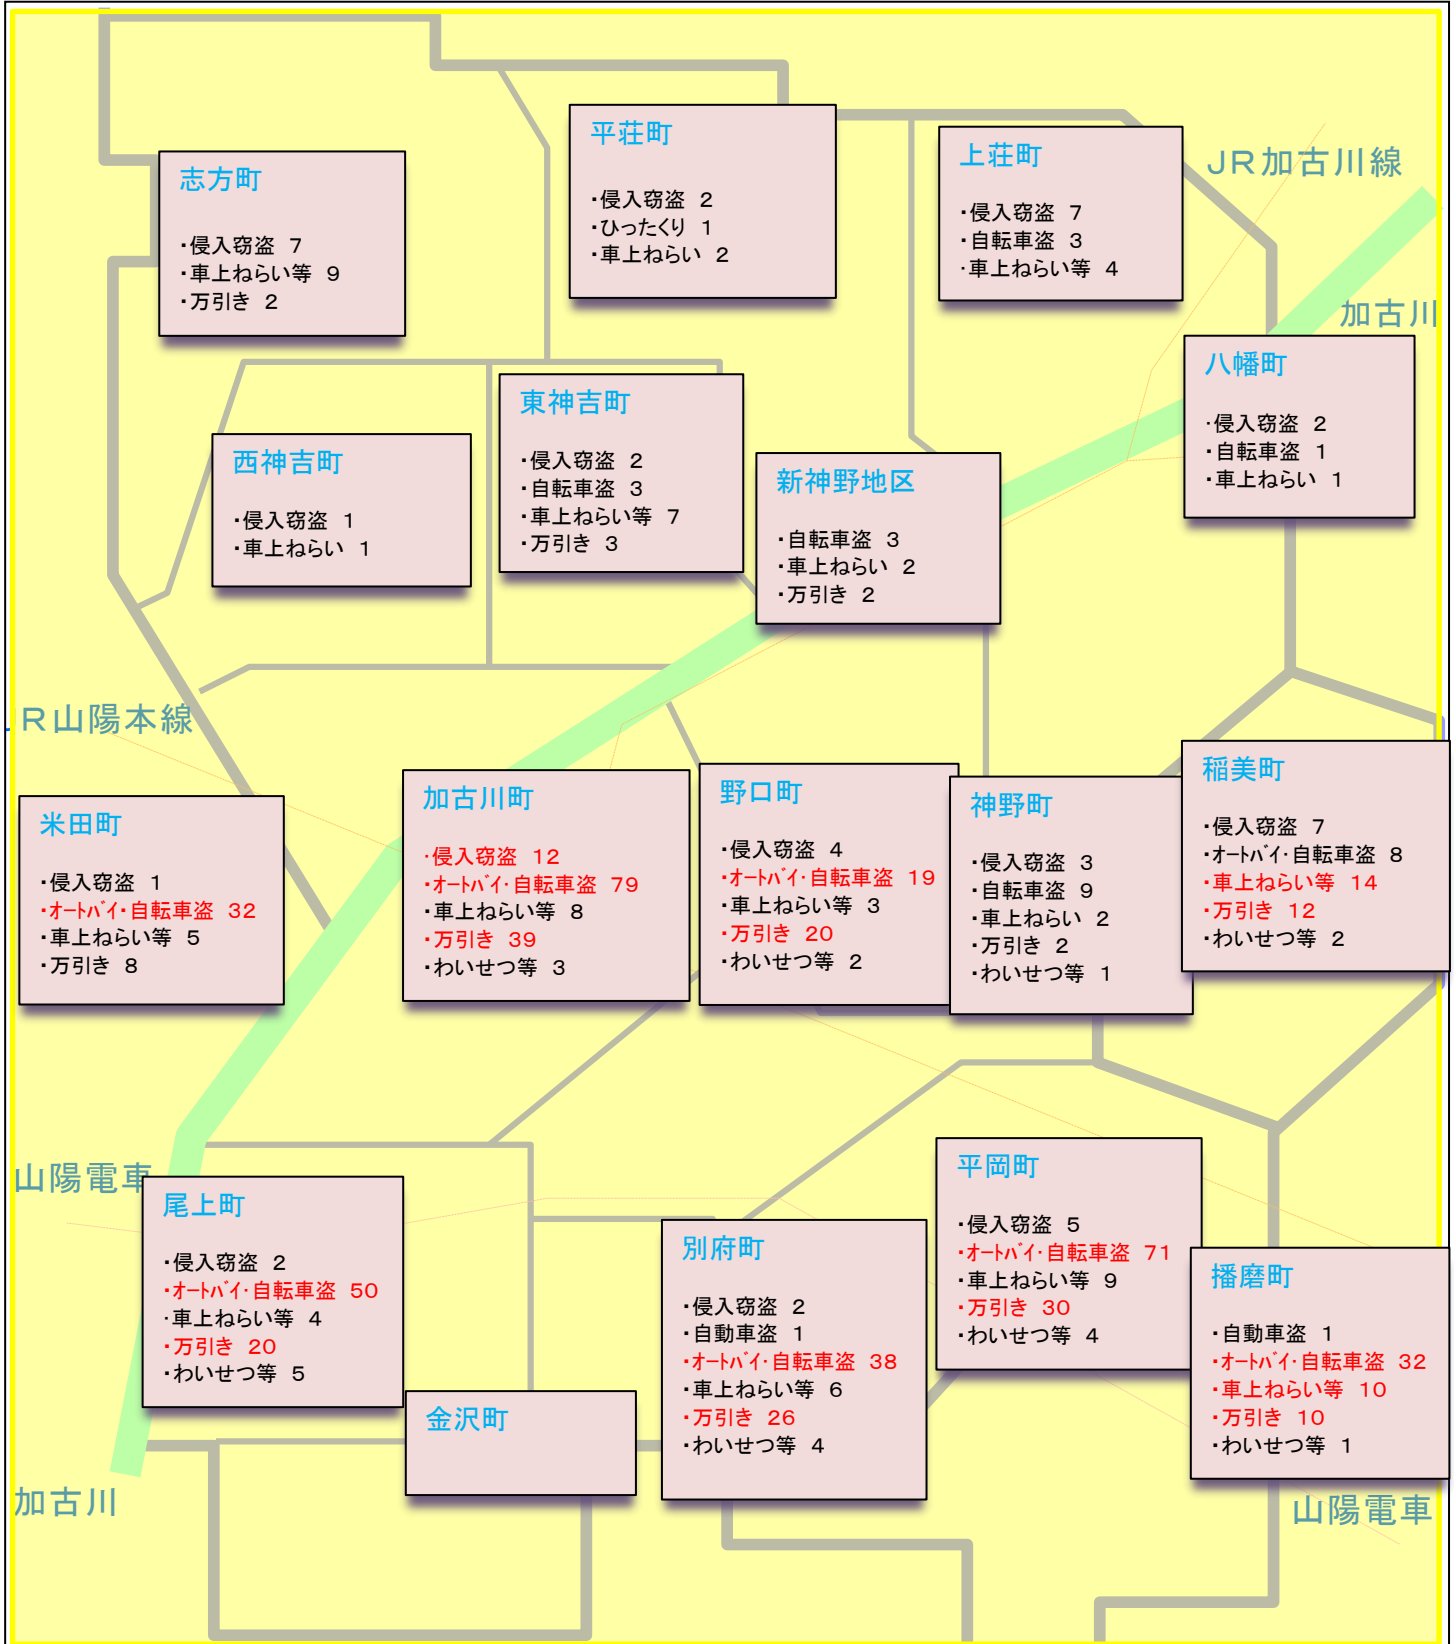 平荘町
・侵入窃盗 2
・ひったくり 1
・車上ねらい 2
上荘町
・侵入窃盗 7
・自転車盗 3
・車上ねらい等 4
JR加古川線
志方町
・侵入窃盗 7
・車上ねらい等 9
・万引き 2
加古川
八幡町
・侵入窃盗 2
・自転車盗 1
・車上ねらい 1
東神吉町
・侵入窃盗 2
・自転車盗 3
・車上ねらい等 7
・万引き 3
西神吉町
・侵入窃盗 1
・車上ねらい 1
新神野地区
・自転車盗 3
・車上ねらい 2
・万引き 2
JR山陽本線
米田町
・侵入窃盗 1
・オートバイ・自転車盗 32
・車上ねらい等 5
・万引き 8
加古川町
・侵入窃盗 12
・オートバイ・自転車盗 79
・車上ねらい等 8
・万引き 39
・わいせつ等 3
野口町
・侵入窃盗 4
・オートバイ・自転車盗 19
・車上ねらい等 3
・万引き 20
・わいせつ等 2
神野町
・侵入窃盗 3
・自転車盗 9
・車上ねらい 2
・万引き 2
・わいせつ等 1
稲美町
・侵入窃盗 7
・オートバイ・自転車盗 8
・車上ねらい等 14
・万引き 12
・わいせつ等 2
山陽電車
尾上町
・侵入窃盗 2
・オートバイ・自転車盗 50
・車上ねらい等 4
・万引き 20
・わいせつ等 5
金沢町
別府町
・侵入窃盗 2
・自動車盗 1
・オートバイ・自転車盗 38
・車上ねらい等 6
・万引き 26
・わいせつ等 4
平岡町
・侵入窃盗 5
・オートバイ・自転車盗 71
・車上ねらい等 9
・万引き 30
・わいせつ等 4
播磨町
・自動車盗 1
・オートバイ・自転車盗 32
・車上ねらい等 10
・万引き 10
・わいせつ等 1
加古川
山陽電車